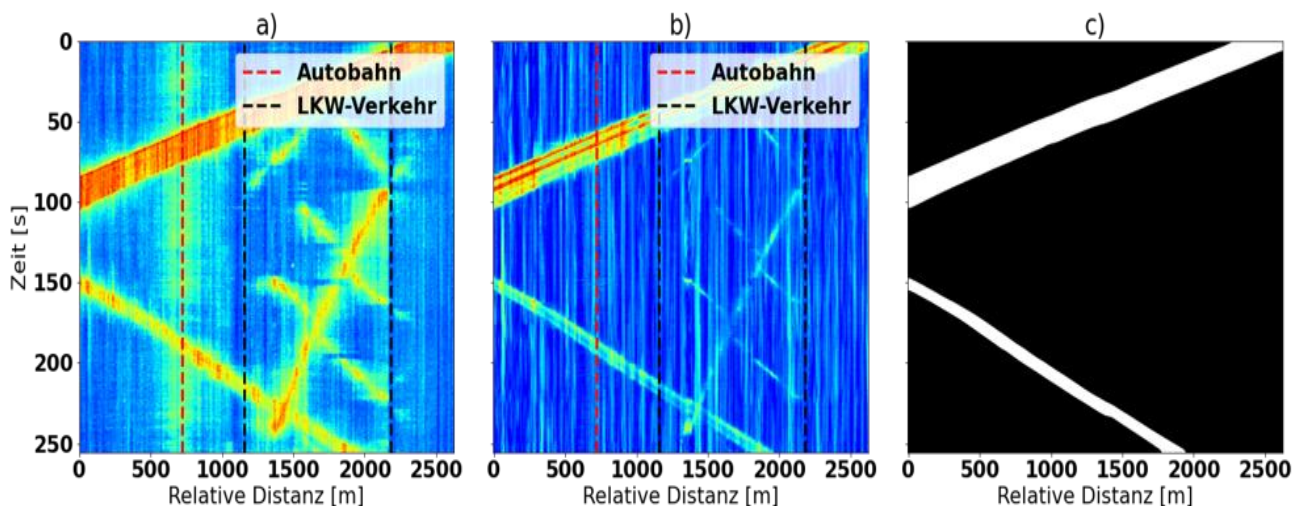 a)
b)
c)
0
50
100
150
200
250
Zeit [s]
Autobahn
LKW-Verkehr
Autobahn
LKW-Verkehr
0 500 1000 1500 2000 2500
0 500 1000 1500 2000 2500
0 500 1000 1500 2000 2500
Relative Distanz [m]
Relative Distanz [m]
Relative Distanz [m]